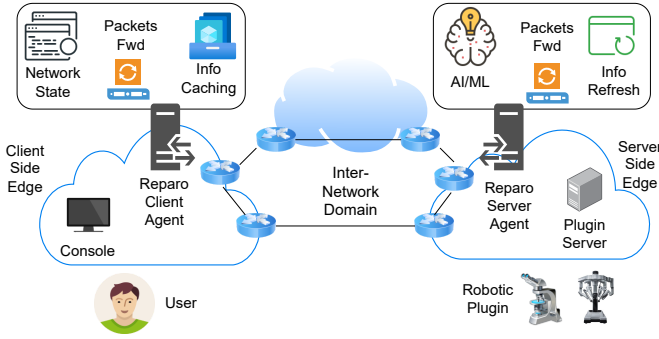 Packets
Fwd
Network
State
Info
Caching
Packets
Fwd
AI/ML
Info
Refresh
Client
Side
Edge
Reparo
Client
Agent
Console
User
Inter-
Network
Domain
Reparo
Server
Agent
Server
Side
Edge
Plugin
Server
Robotic
Plugin